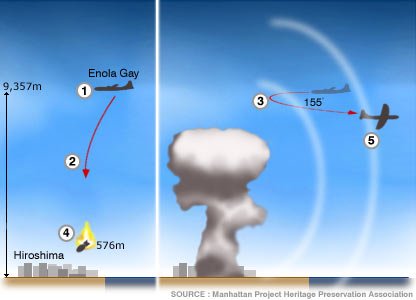 Enola Gay
1
9,357m
2
4
576m
Hiroshima
3
155°
5
SOURCE : Manhattan Project Heritage Preservation Association